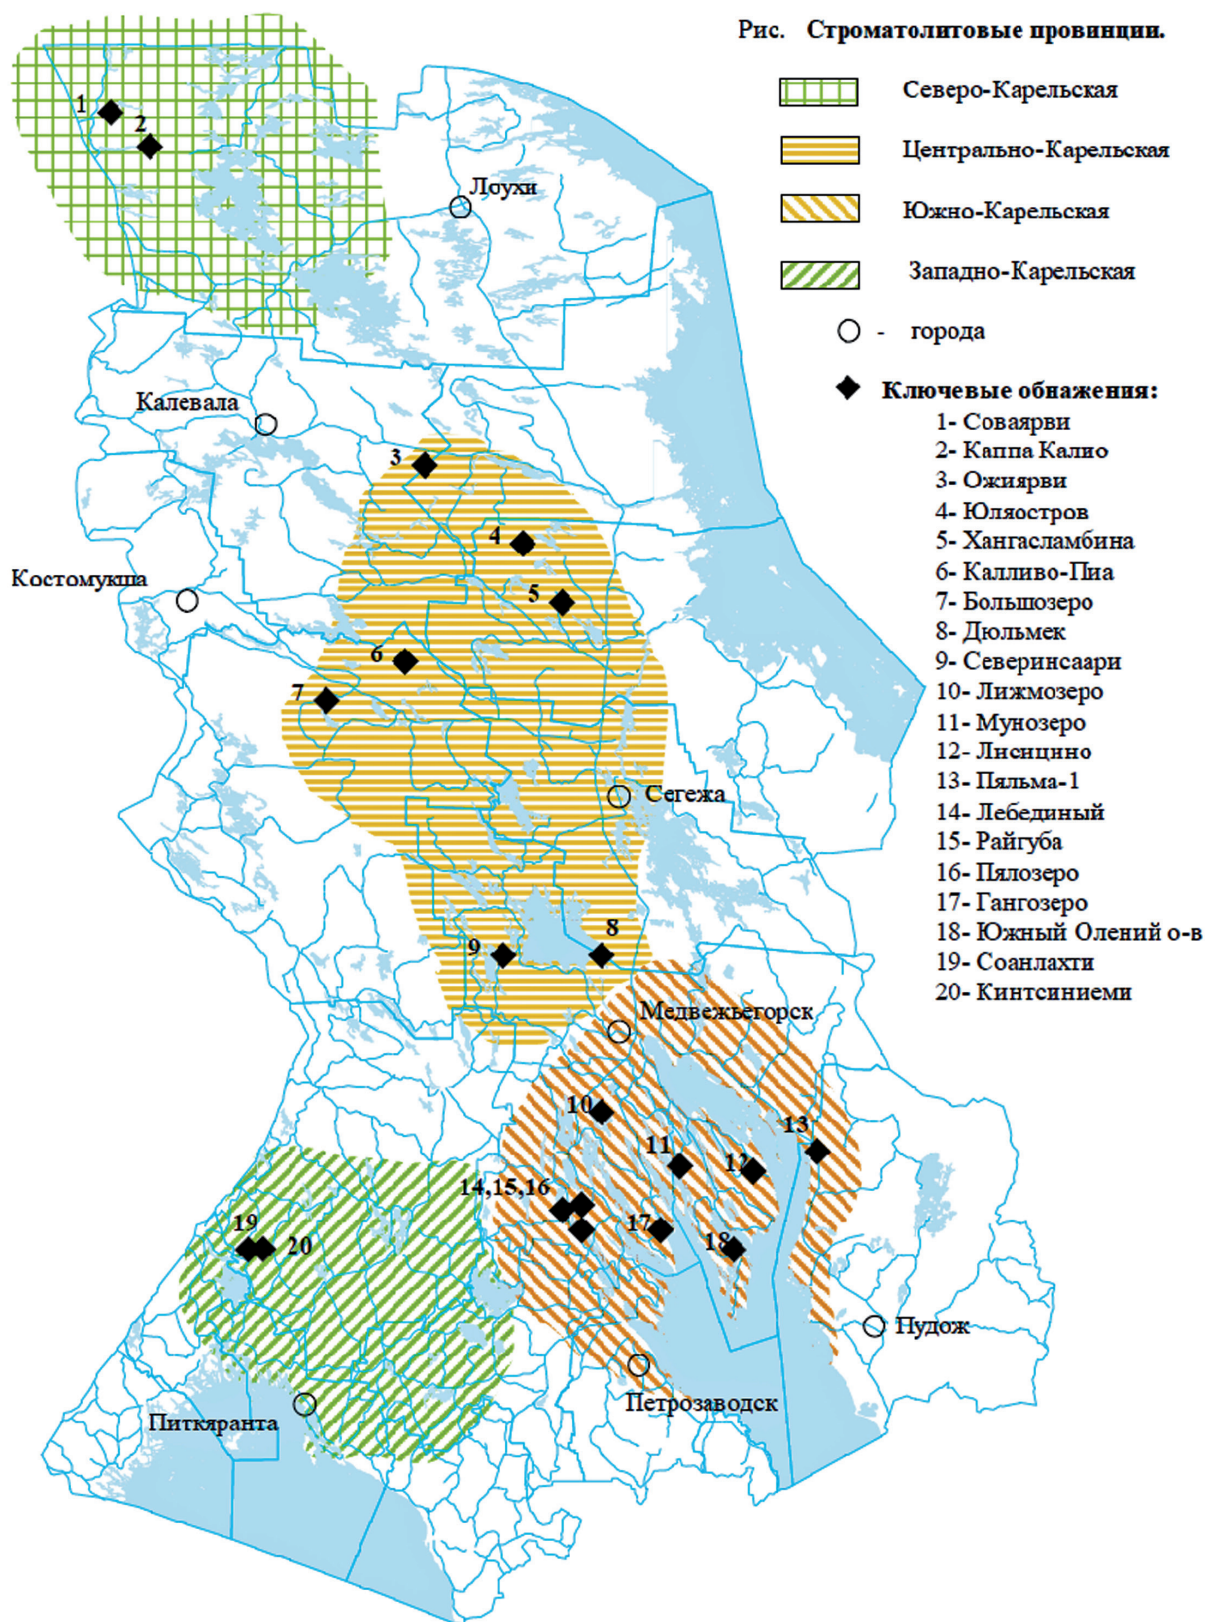 Рис. Строматолитовые провинции.
Северо-Карельская
Центрально-Карельская
Южно-Карельская
Западно-Карельская
- города
Ключевые обнажения:
1- Соваярви
2- Каппа Калио
3- Ожиярви
4- Юляостров
5- Хангасламбина
6- Калливо-Пиа
7- Большозеро
8- Дюльмек
9- Северинсаари
10- Лижмозеро
11- Мунозеро
12- Лисицино
13- Пяльма-1
14- Лебединый
15- Райгуба
16- Пялозеро
17- Гангозеро
18- Южный Олений о-в
19- Соанлахти
20- Кинтсиниеми
1
2
Лоухи
Калевала
3
4
Костомукша
5
6
7
Сегежа
8
9
Медвежьегорск
10
11
12
13
14,15,16
17
18
19
20
Пудож
Петрозаводск
Питкяранта